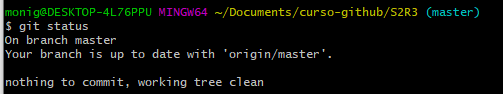 monig@DESKTOP-4L76PPU MINGW64 ~/Documents/curso-github/S2R3 (master)
$ git status
On branch master
Your branch is up to date with 'origin/master'.
nothing to commit, working tree clean